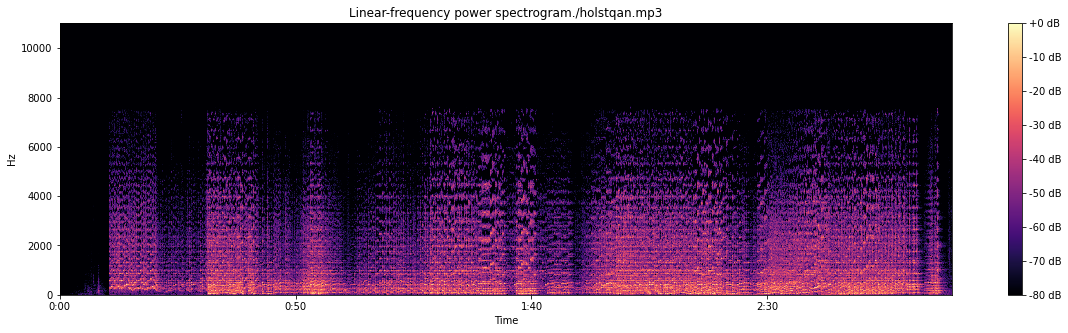 Linear-frequency power spectrogram./holstqan.mp3
10000
8000
6000
4000
2000
0
Hz
0:00
0:50
1:40
2:30
Time
+0 dB
-10 dB
-20 dB
-30 dB
-40 dB
-50 dB
-60 dB
-70 dB
-80 dB